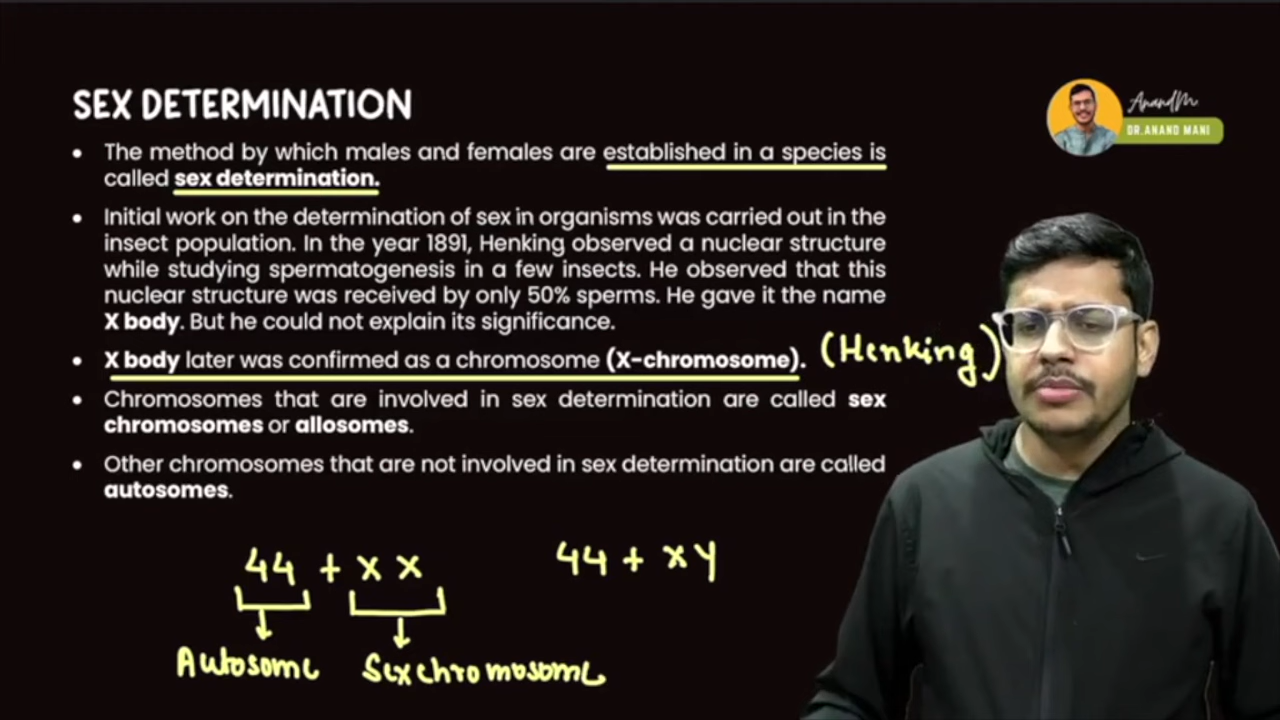 SEX DETERMINATION
AnandM
DR.ANAND MANI
• The method by which males and females are established in a species is
called sex determination.
• Initial work on the determination of sex in organisms was carried out in the
insect population. In the year 1891, Henking observed a nuclear structure
while studying spermatogenesis in a few insects. He observed that this
nuclear structure was received by only 50% sperms. He gave it the name
X body. But he could not explain its significance.
• X body later was confirmed as a chromosome (X-chromosome). (Henking)
• Chromosomes that are involved in sex determination are called sex
chromosomes or allosomes.
• Other chromosomes that are not involved in sex determination are called
autosomes.
44 + x x
44 + x y
Autosome
Sex chromosome